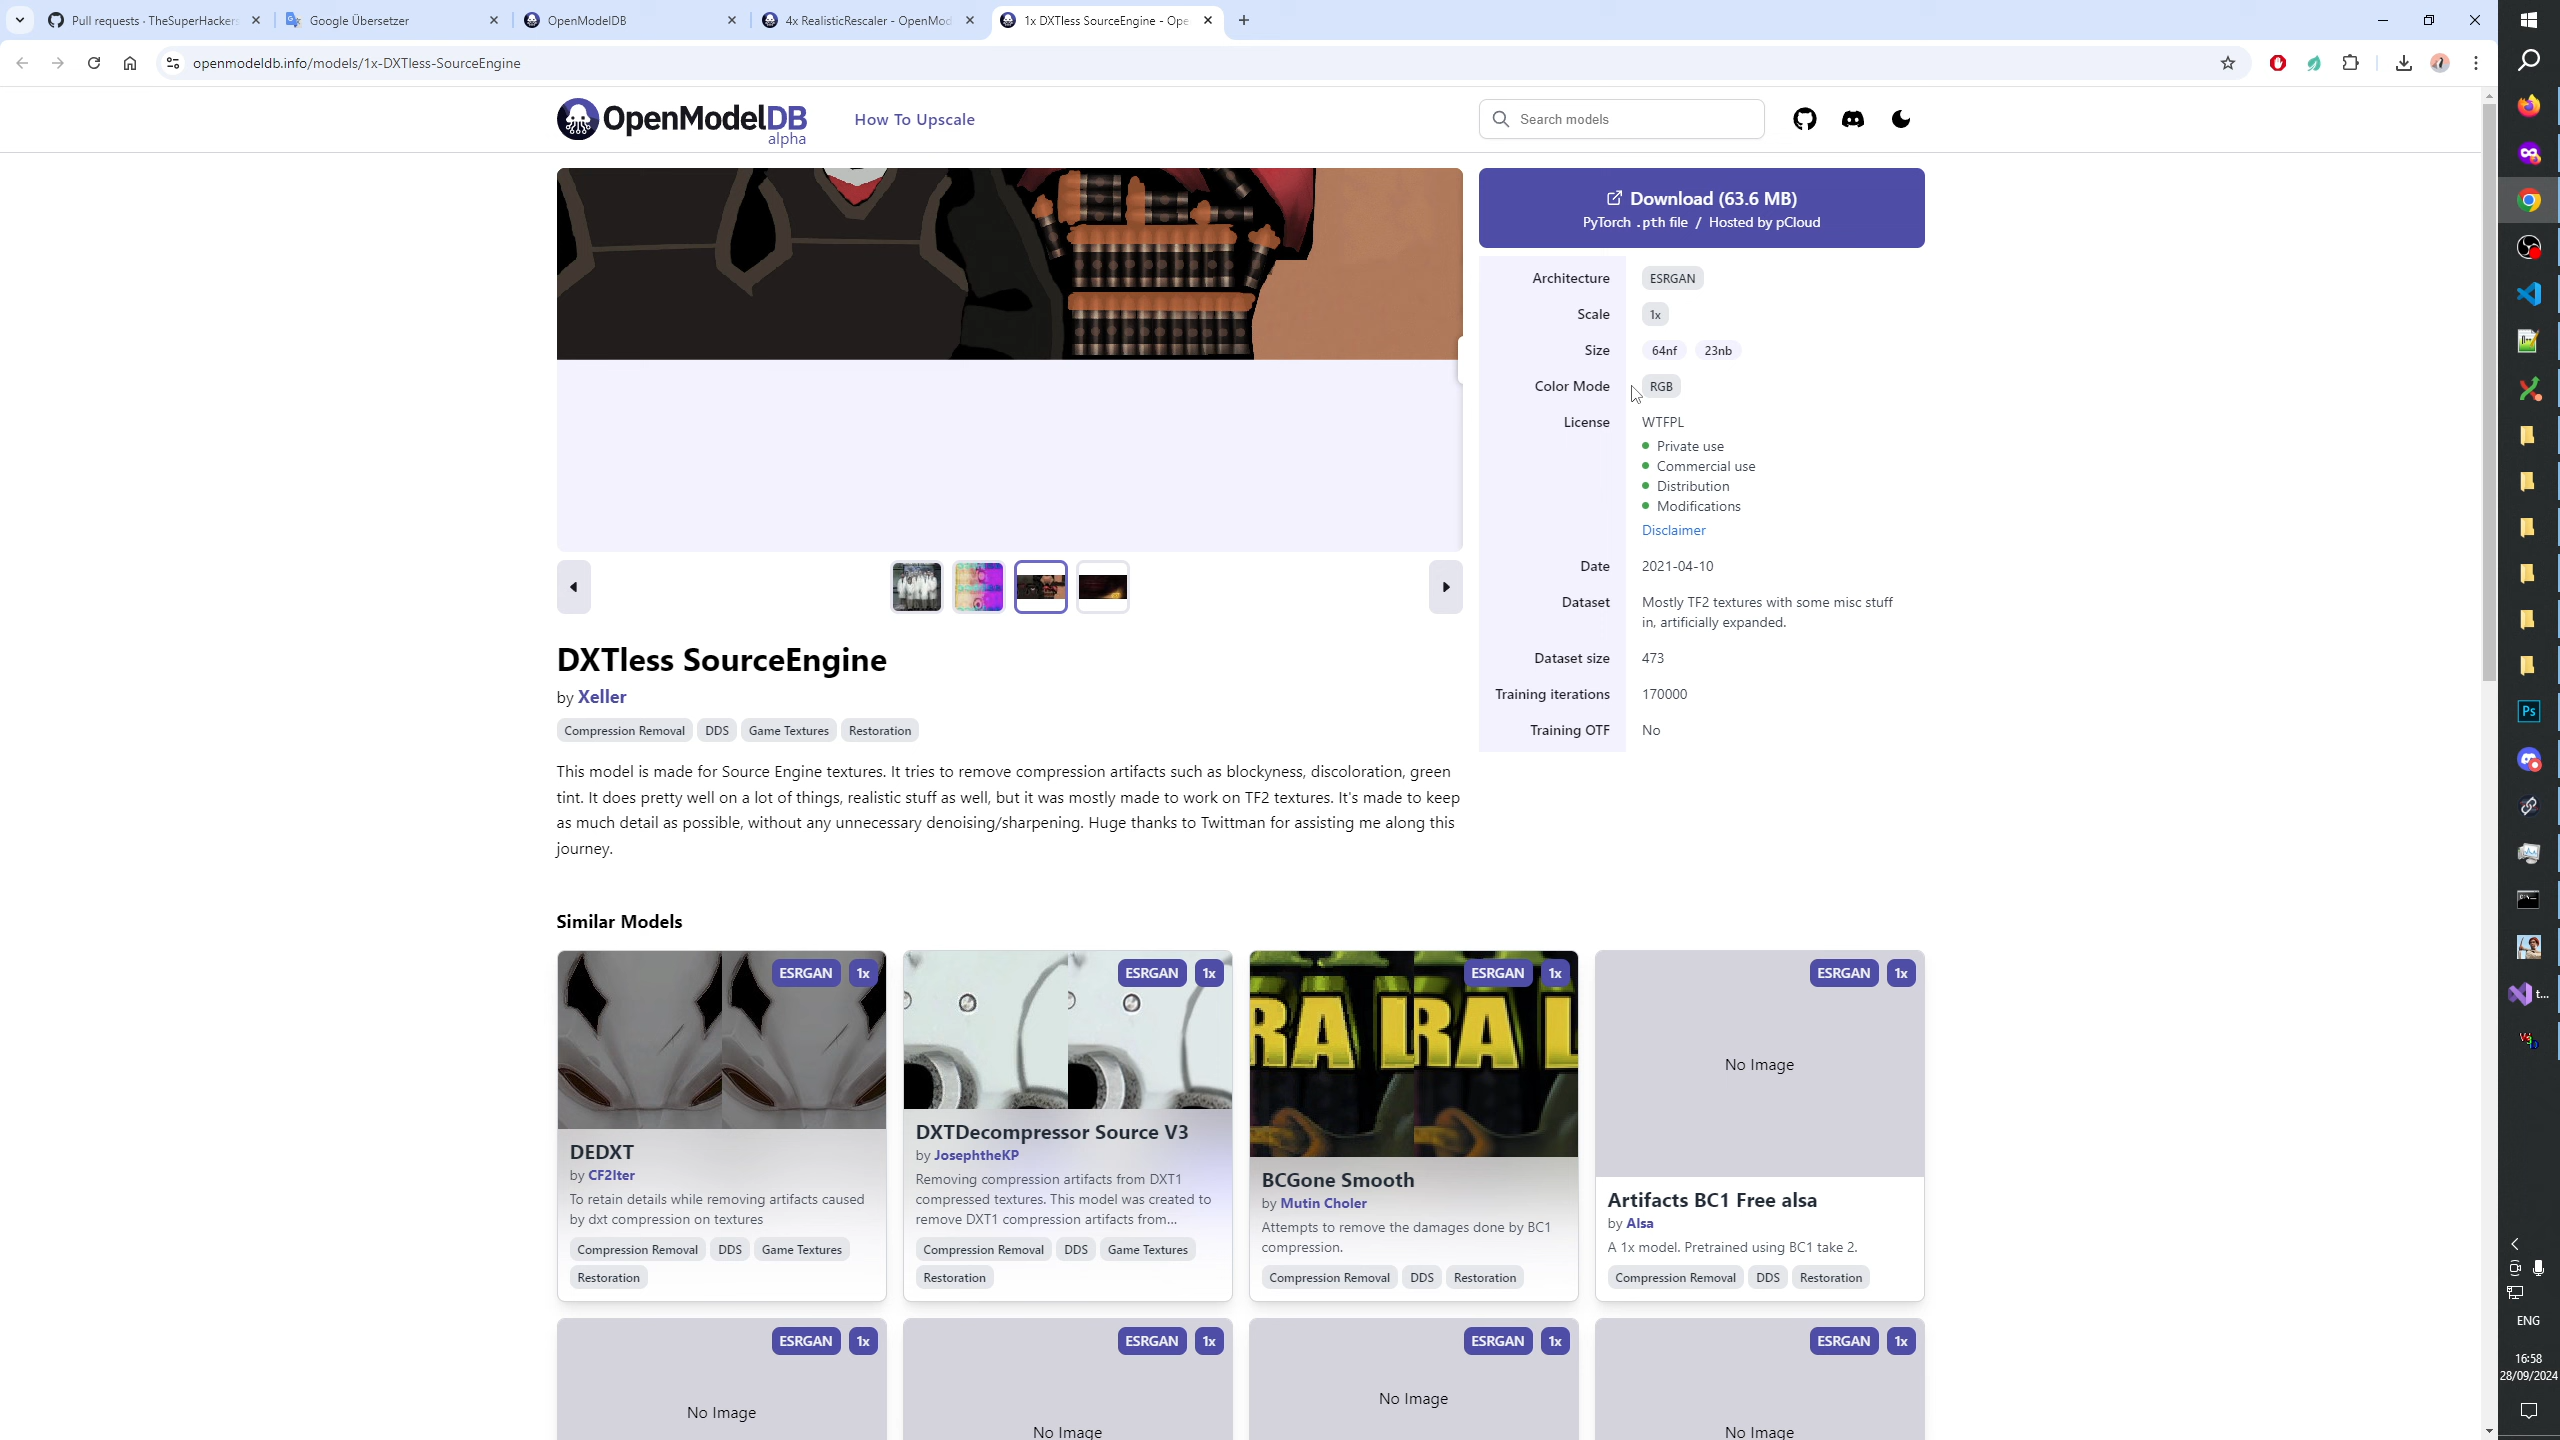 Pull requests · TheSuperHackers
Google Übersetzer
OpenModelDB
4x RealisticRescaler - OpenMod
1x DXTless SourceEngine - Ope
openmodeldb.info/models/1x-DXTless-SourceEngine
OpenModelDB
alpha
How To Upscale
Search models
Download (63.6 MB)
PyTorch .pth file / Hosted by pCloud
Architecture ESRGAN
Scale 1x
Size 64nf 23nb
Color Mode RGB
License WTFPL
Private use
Commercial use
Distribution
Modifications
Disclaimer
Date 2021-04-10
Dataset Mostly TF2 textures with some misc stuff
in, artificially expanded.
Dataset size 473
Training iterations 170000
Training OTF No
DXTless SourceEngine
by Xeller
Compression Removal DDS Game Textures Restoration
This model is made for Source Engine textures. It tries to remove compression artifacts such as blockyness, discoloration, green
tint. It does pretty well on a lot of things, realistic stuff as well, but it was mostly made to work on TF2 textures. It's made to keep
as much detail as possible, without any unnecessary denoising/sharpening. Huge thanks to Twittman for assisting me along this
journey.
Similar Models
ESRGAN 1x
DEDXT
by CF2lter
To retain details while removing artifacts caused
by dxt compression on textures
Compression Removal DDS Game Textures
Restoration
ESRGAN 1x
DXTDecompressor Source V3
by JosephtheKP
Removing compression artifacts from DXT1
compressed textures. This model was created to
remove DXT1 compression artifacts from...
Compression Removal DDS Game Textures
Restoration
RA L RA L
ESRGAN 1x
BCGone Smooth
by Mutin Choler
Attempts to remove the damages done by BC1
compression.
Compression Removal DDS Restoration
ESRGAN 1x
No Image
Artifacts BC1 Free alsa
by Alsa
A 1x model. Pretrained using BC1 take 2.
Compression Removal DDS Restoration
ESRGAN 1x
No Image
ESRGAN 1x
No Image
ESRGAN 1x
No Image
ESRGAN 1x
No Image
Ps
t...
ENG
16:58
28/09/2024